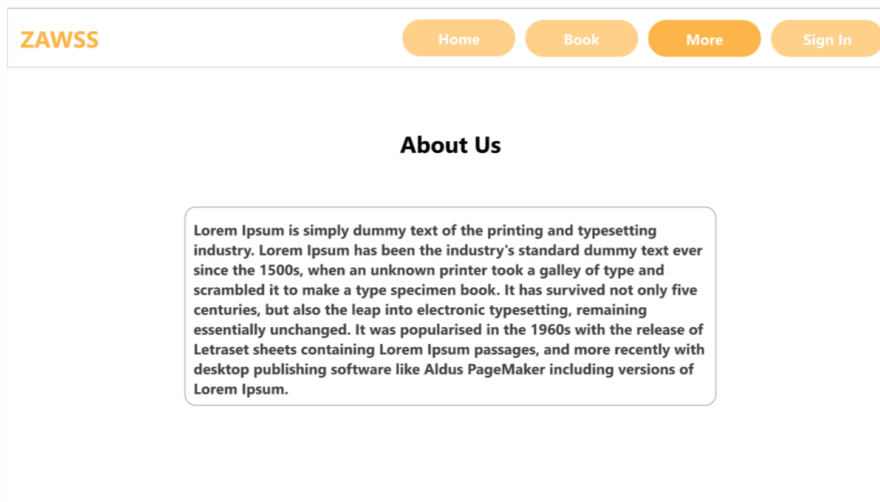 ZAWSS
Home
Book
More
Sign In
About Us
Lorem Ipsum is simply dummy text of the printing and typesetting
industry. Lorem Ipsum has been the industry's standard dummy text ever
since the 1500s, when an unknown printer took a galley of type and
scrambled it to make a type specimen book. It has survived not only five
centuries, but also the leap into electronic typesetting, remaining
essentially unchanged. It was popularised in the 1960s with the release of
Letraset sheets containing Lorem Ipsum passages, and more recently with
desktop publishing software like Aldus PageMaker including versions of
Lorem Ipsum.